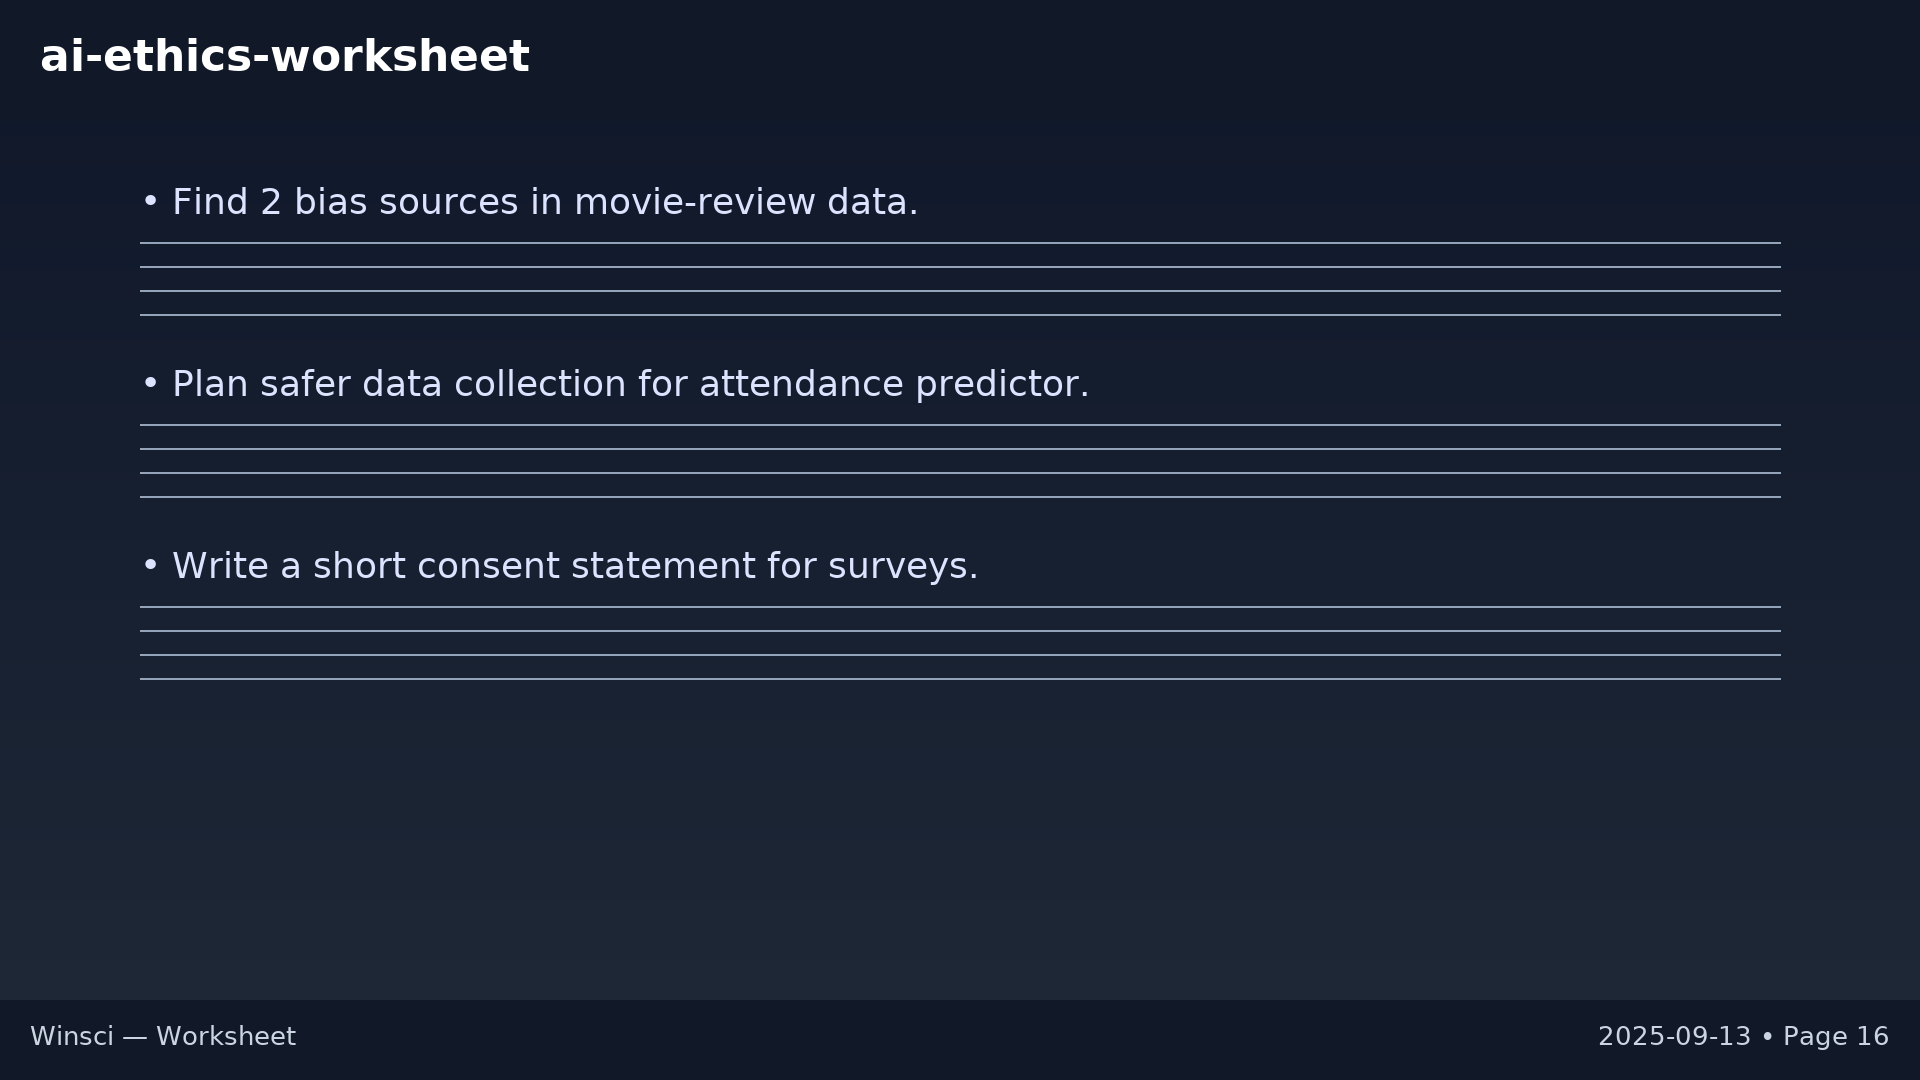 ai-ethics-worksheet
• Find 2 bias sources in movie-review data.
• Plan safer data collection for attendance predictor.
• Write a short consent statement for surveys.
Winsci — Worksheet
2025-09-13 • Page 16